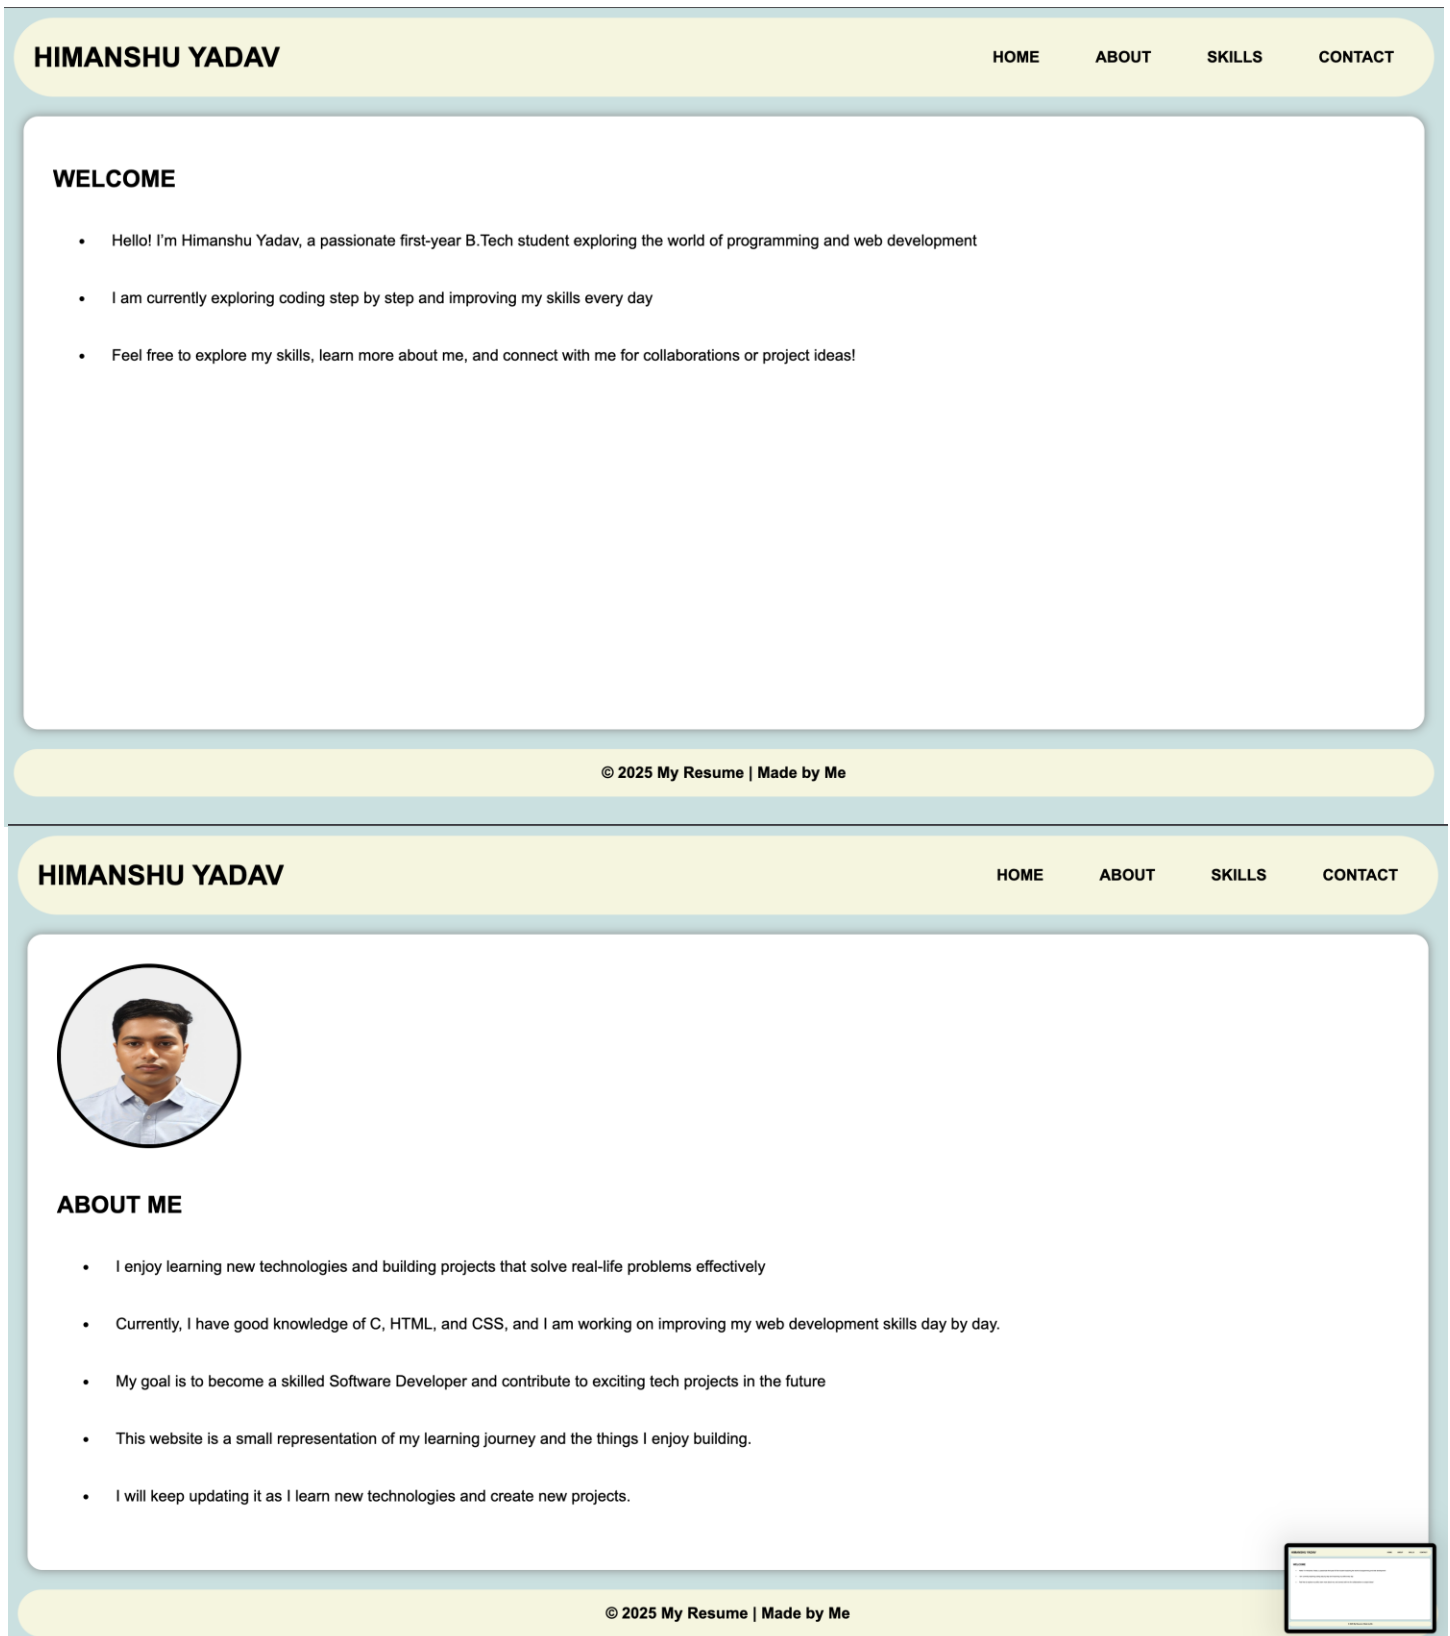 HIMANSHU YADAV
HOME ABOUT SKILLS CONTACT
WELCOME
• Hello! I'm Himanshu Yadav, a passionate first-year B.Tech student exploring the world of programming and web development
• I am currently exploring coding step by step and improving my skills every day
• Feel free to explore my skills, learn more about me, and connect with me for collaborations or project ideas!
© 2025 My Resume | Made by Me
HIMANSHU YADAV
HOME ABOUT SKILLS CONTACT
ABOUT ME
• I enjoy learning new technologies and building projects that solve real-life problems effectively
• Currently, I have good knowledge of C, HTML, and CSS, and I am working on improving my web development skills day by day.
• My goal is to become a skilled Software Developer and contribute to exciting tech projects in the future
• This website is a small representation of my learning journey and the things I enjoy building.
• I will keep updating it as I learn new technologies and create new projects.
© 2025 My Resume | Made by Me